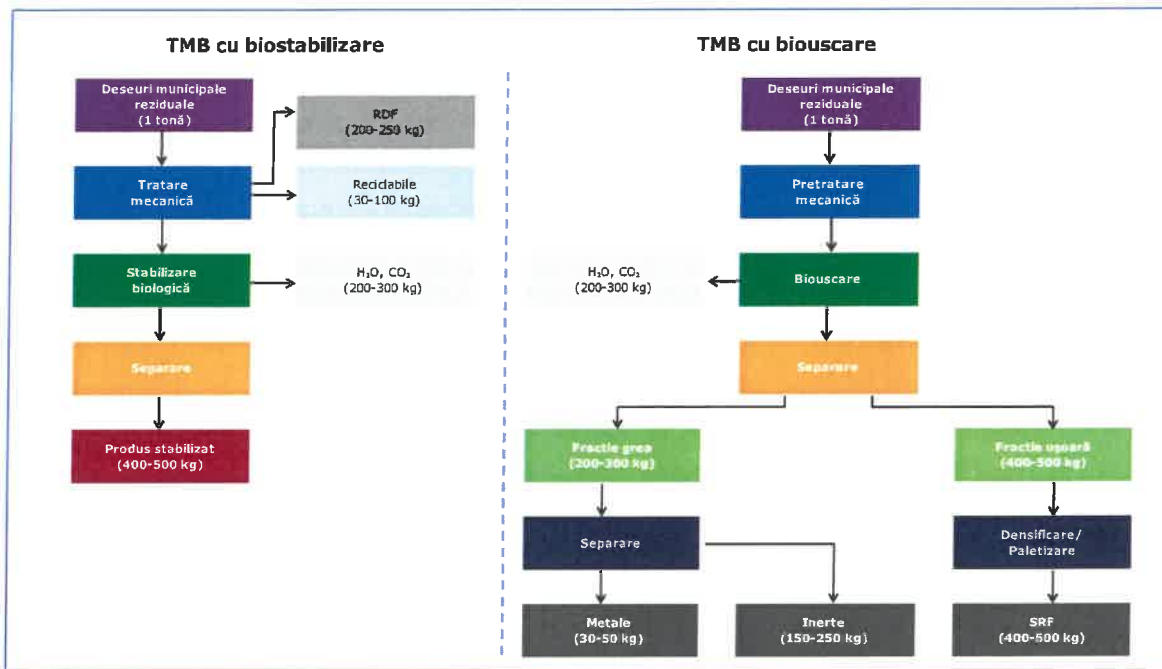 TMB cu biostabilizare
Deseuri municipale
reziduale
(1 tonă)
RDF
(200-250 kg)
Tratare
mecanică
Reciclabile
(30-100 kg)
Stabilizare
biologică
H₂O, CO₂
(200-300 kg)
Separare
Produs stabilizat
(400-500 kg)
TMB cu biouscare
Deseuri municipale
reziduale
(1 tonă)
Pretratare
mecanică
H₂O, CO₂
(200-300 kg)
Biouscare
Separare
Fractie grea
(200-300 kg)
Fractie ușoară
(400-500 kg)
Separare
Densificare/
Paletizare
Metale
(30-50 kg)
Inerte
(150-250 kg)
SRF
(400-500 kg)